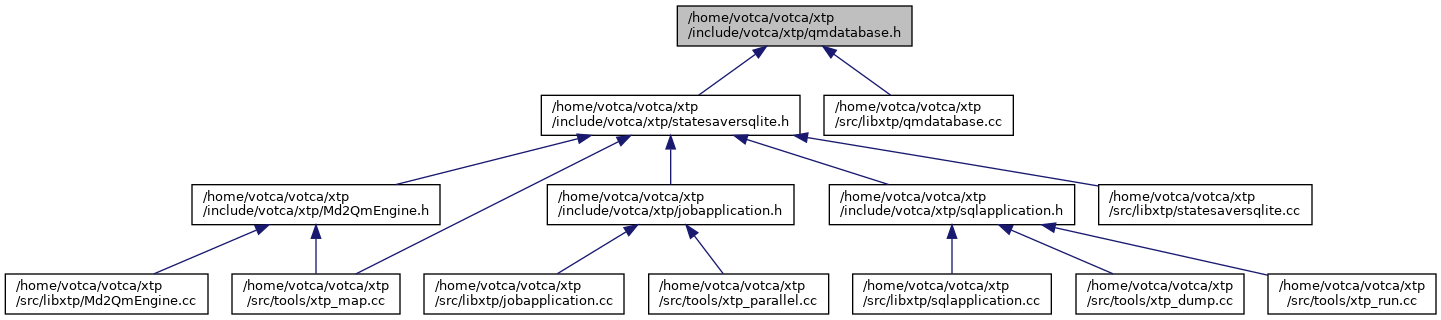 /home/votca/votca/xtp
/include/votca/xtp/qmdatabase.h
/home/votca/votca/xtp
/include/votca/xtp/statesaversqlite.h
/home/votca/votca/xtp
/src/libxtp/qmdatabase.cc
/home/votca/votca/xtp
/include/votca/xtp/Md2QmEngine.h
/home/votca/votca/xtp
/include/votca/xtp/jobapplication.h
/home/votca/votca/xtp
/include/votca/xtp/sqlapplication.h
/home/votca/votca/xtp
/src/libxtp/statesaversqlite.cc
/home/votca/votca/xtp
/src/libxtp/Md2QmEngine.cc
/home/votca/votca/xtp
/src/tools/xtp_map.cc
/home/votca/votca/xtp
/src/libxtp/jobapplication.cc
/home/votca/votca/xtp
/src/tools/xtp_parallel.cc
/home/votca/votca/xtp
/src/libxtp/sqlapplication.cc
/home/votca/votca/xtp
/src/tools/xtp_dump.cc
/home/votca/votca/xtp
/src/tools/xtp_run.cc